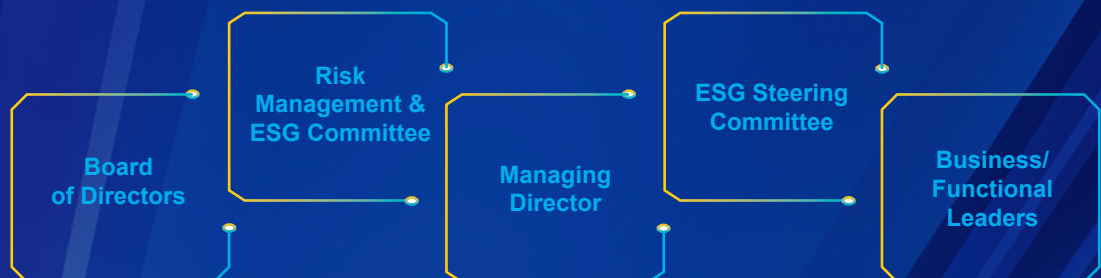 Board
of Directors
Risk
Management &
ESG Committee
Managing
Director
ESG Steering
Committee
Business/
Functional
Leaders